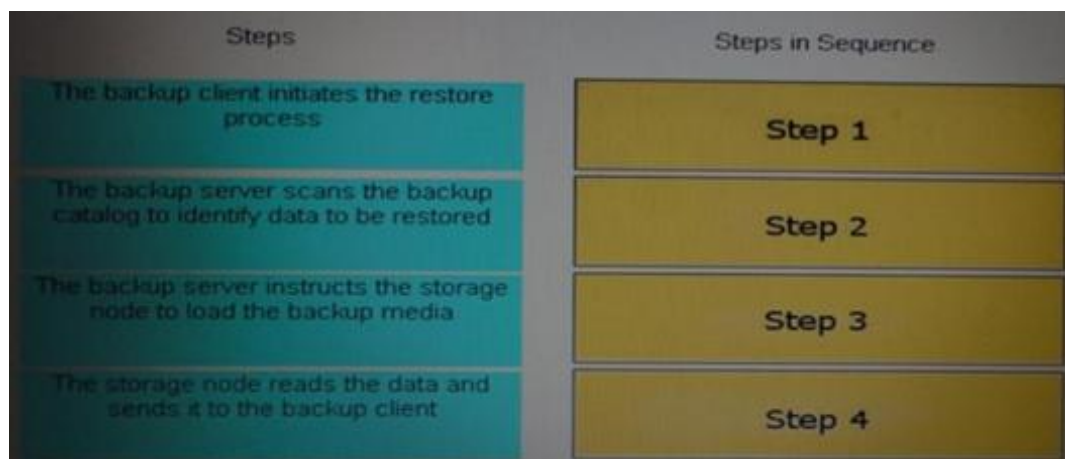 Steps
Steps in Sequence
The backup client initiates the restore
process
Step 1
The backup server scans the backup
catalog to identify data to be restored
Step 2
The backup server instructs the storage
node to load the backup media
Step 3
The storage node reads the data and
sends it to the backup client
Step 4